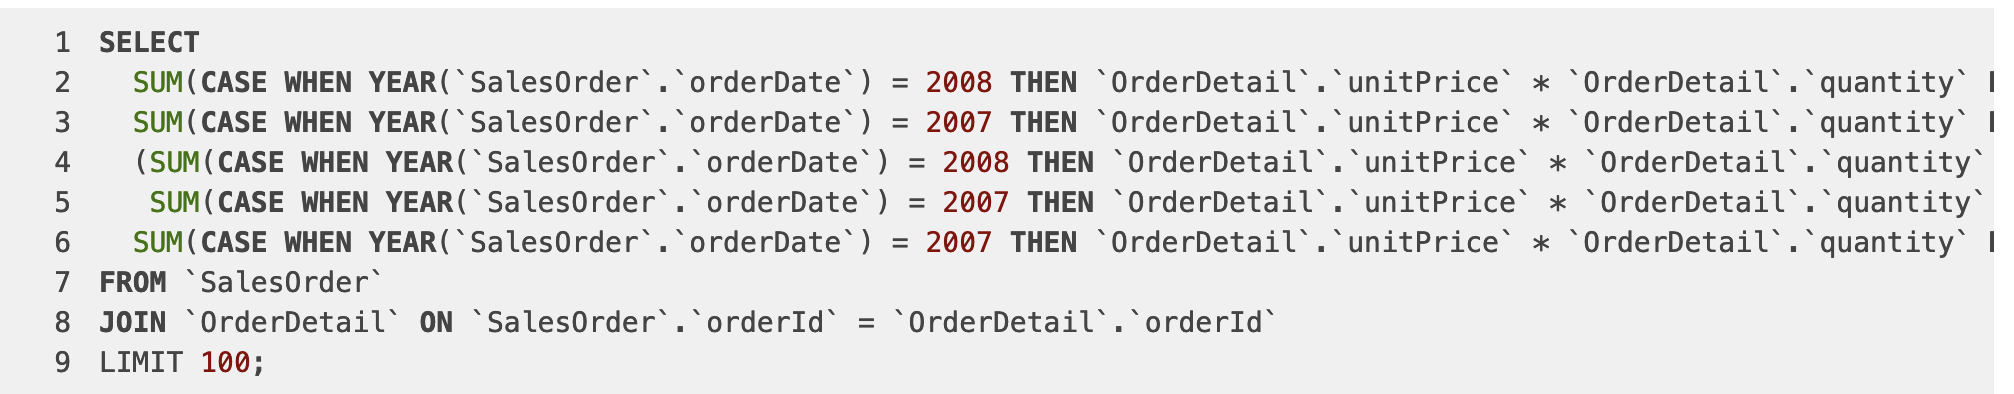 1 SELECT
2 SUM(CASE WHEN YEAR(`SalesOrder`.`orderDate`) = 2008 THEN `OrderDetail`.`unitPrice` * `OrderDetail`.`quantity`
3 SUM(CASE WHEN YEAR(`SalesOrder`.`orderDate`) = 2007 THEN `OrderDetail`.`unitPrice` * `OrderDetail`.`quantity`
4 (SUM(CASE WHEN YEAR(`SalesOrder`.`orderDate`) = 2008 THEN `OrderDetail`.`unitPrice` * `OrderDetail`.`quantity`
5 SUM(CASE WHEN YEAR(`SalesOrder`.`orderDate`) = 2007 THEN `OrderDetail`.`unitPrice` * `OrderDetail`.`quantity`
6 SUM(CASE WHEN YEAR(`SalesOrder`.`orderDate`) = 2007 THEN `OrderDetail`.`unitPrice` * `OrderDetail`.`quantity`
7 FROM `SalesOrder`
8 JOIN `OrderDetail` ON `SalesOrder`.`orderId` = `OrderDetail`.`orderId`
9 LIMIT 100;